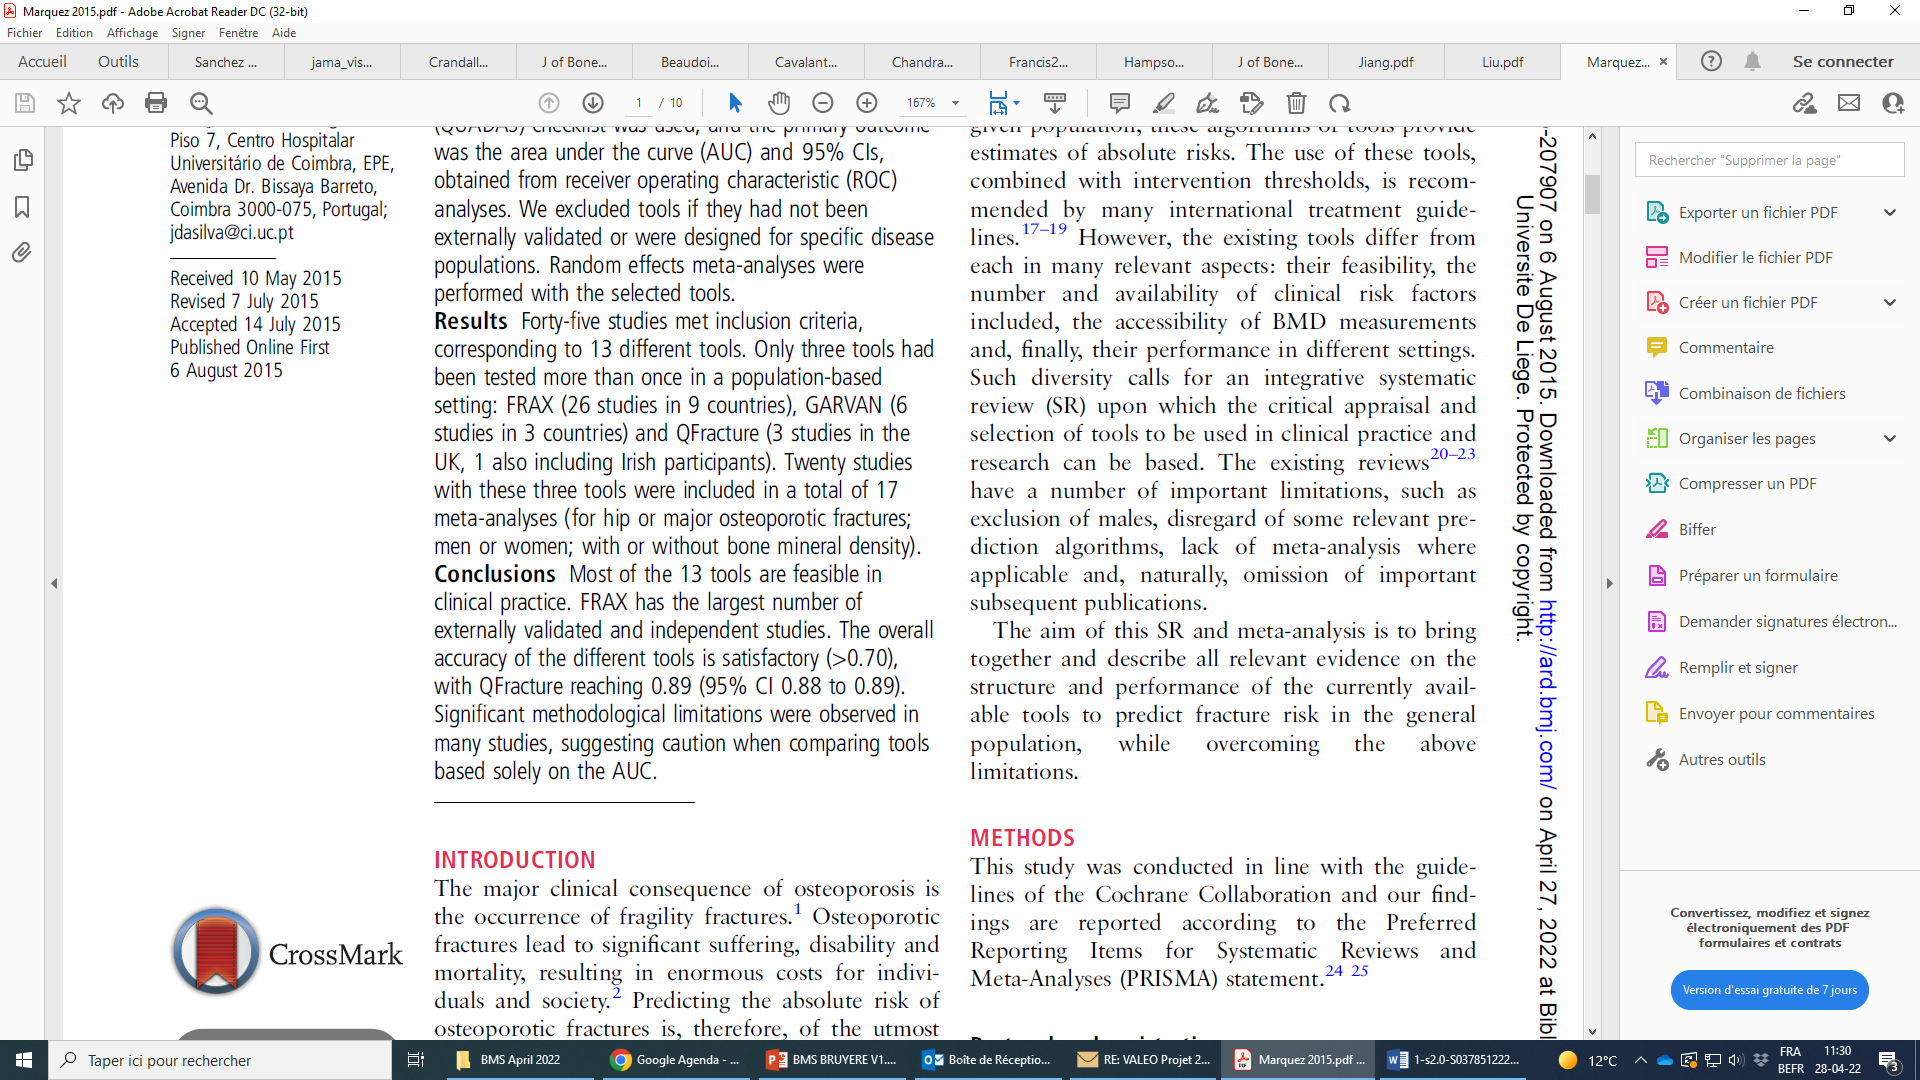 Marquez 2015.pdf - Adobe Acrobat Reader DC (32-bit)
Fichier Edition Affichage Signer Fenêtre Aide
Accueil Outils Sanchez ... jama_vis... Crandall... J of Bone... Beaudoi... Cavalant... Chandra... Francis2... Hampso... J of Bone... Jiang.pdf Liu.pdf Marquez... × Se connecter
1 / 10 167%
Piso 7, Centro Hospitalar
Universitário de Coimbra, EPE,
Avenida Dr. Bissaya Barreto,
Coimbra 3000-075, Portugal;
jdasilva@ci.uc.pt
Received 10 May 2015
Revised 7 July 2015
Accepted 14 July 2015
Published Online First
6 August 2015
CrossMark
(QUADAS) checklist was used, and the primary outcome
was the area under the curve (AUC) and 95% CIs,
obtained from receiver operating characteristic (ROC)
analyses. We excluded tools if they had not been
externally validated or were designed for specific disease
populations. Random effects meta-analyses were
performed with the selected tools.
Results Forty-five studies met inclusion criteria,
corresponding to 13 different tools. Only three tools had
been tested more than once in a population-based
setting: FRAX (26 studies in 9 countries), GARVAN (6
studies in 3 countries) and QFracture (3 studies in the
UK, 1 also including Irish participants). Twenty studies
with these three tools were included in a total of 17
meta-analyses (for hip or major osteoporotic fractures;
men or women; with or without bone mineral density).
Conclusions Most of the 13 tools are feasible in
clinical practice. FRAX has the largest number of
externally validated and independent studies. The overall
accuracy of the different tools is satisfactory (>0.70),
with QFracture reaching 0.89 (95% CI 0.88 to 0.89).
Significant methodological limitations were observed in
many studies, suggesting caution when comparing tools
based solely on the AUC.
INTRODUCTION
The major clinical consequence of osteoporosis is
the occurrence of fragility fractures.1 Osteoporotic
fractures lead to significant suffering, disability and
mortality, resulting in enormous costs for indivi-
duals and society.2 Predicting the absolute risk of
osteoporotic fractures is, therefore, of the utmost
given population, these algorithms or tools provide
estimates of absolute risks. The use of these tools,
combined with intervention thresholds, is recom-
mended by many international treatment guide-
lines.17–19 However, the existing tools differ from
each in many relevant aspects: their feasibility, the
number and availability of clinical risk factors
included, the accessibility of BMD measurements
and, finally, their performance in different settings.
Such diversity calls for an integrative systematic
review (SR) upon which the critical appraisal and
selection of tools to be used in clinical practice and
research can be based. The existing reviews20–23
have a number of important limitations, such as
exclusion of males, disregard of some relevant pre-
diction algorithms, lack of meta-analysis where
applicable and, naturally, omission of important
subsequent publications.
The aim of this SR and meta-analysis is to bring
together and describe all relevant evidence on the
structure and performance of the currently avail-
able tools to predict fracture risk in the general
population, while overcoming the above
limitations.
METHODS
This study was conducted in line with the guide-
lines of the Cochrane Collaboration and our find-
ings are reported according to the Preferred
Reporting Items for Systematic Reviews and
Meta-Analyses (PRISMA) statement.24 25
-207907 on 6 August 2015. Downloaded from http://ard.bmj.com/ on April 27, 2022 at Bibl
Universite De Liege. Protected by copyright.
Rechercher "Supprimer la page"
Exporter un fichier PDF
Modifier le fichier PDF
Créer un fichier PDF
Commentaire
Combinaison de fichiers
Organiser les pages
Compresser un PDF
Biffer
Préparer un formulaire
Demander signatures électron...
Remplir et signer
Envoyer pour commentaires
Autres outils
Convertissez, modifiez et signez
électroniquement des PDF
formulaires et contrats
Version d'essai gratuite de 7 jours
Taper ici pour rechercher
BMS April 2022
Google Agenda - ...
BMS BRUYERE V1....
Boîte de Réceptio...
RE: VALEO Projet 2...
Marquez 2015.pdf ...
1-s2.0-S037851222...
12°C
FRA
BEFR
11:30
28-04-22
3